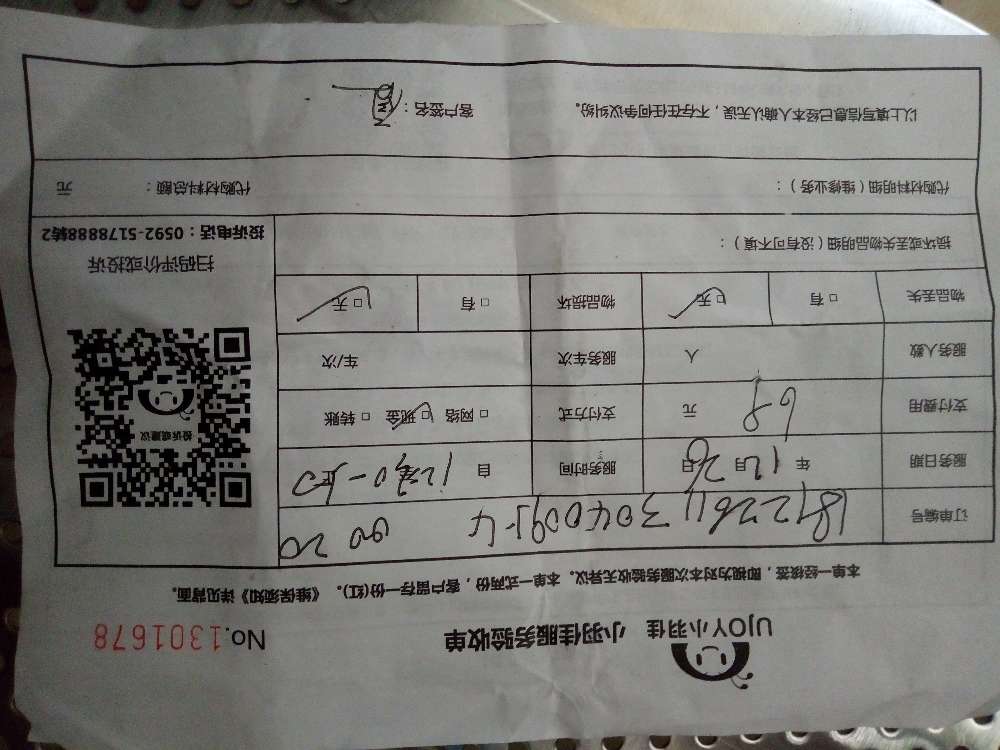 UJOY小羽佳 小羽佳服务验收单 No.1301678
本单一经核签，即视为对本次服务验收无异议。本单一式两份，客户留存一份(红)。《维保须知》详见背面。
订单编号
服务日期 年 12月 26日 服务时间 自
支付费用 68 元 支付方式 □ 网络 □ 现金 □ 转账
服务人数 人 服务车次 车/次
物品丢失 □ 有 □ 无 物品损坏 □ 有 □ 无
投诉或建议
扫码评价或投诉
投诉电话：0592-5178888转2
损坏或丢失物品明细（没有可不填）：
代购材料明细（维修业务）： 代购材料总额： 元
以上填写信息已经本人确认无误，不存在任何争议纠纷。 客户签名：